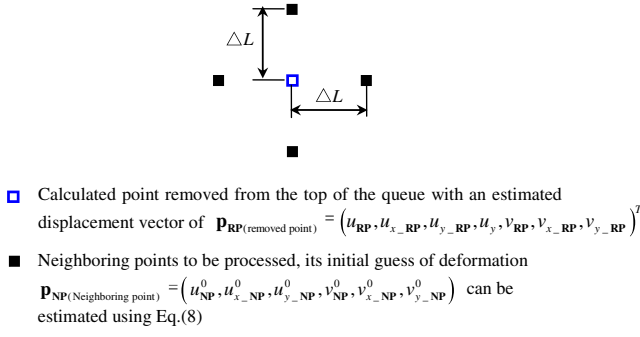 △L
△L
Calculated point removed from the top of the queue with an estimated
displacement vector of p_RP(removed point) = (u_RP, u_x_RP, u_y_RP, u_y, v_RP, v_x_RP, v_y_RP)^T
Neighboring points to be processed, its initial guess of deformation
p_NP(Neighboring point) = (u^0_NP, u^0_x_NP, u^0_y_NP, v^0_NP, v^0_x_NP, v^0_y_NP) can be
estimated using Eq.(8)